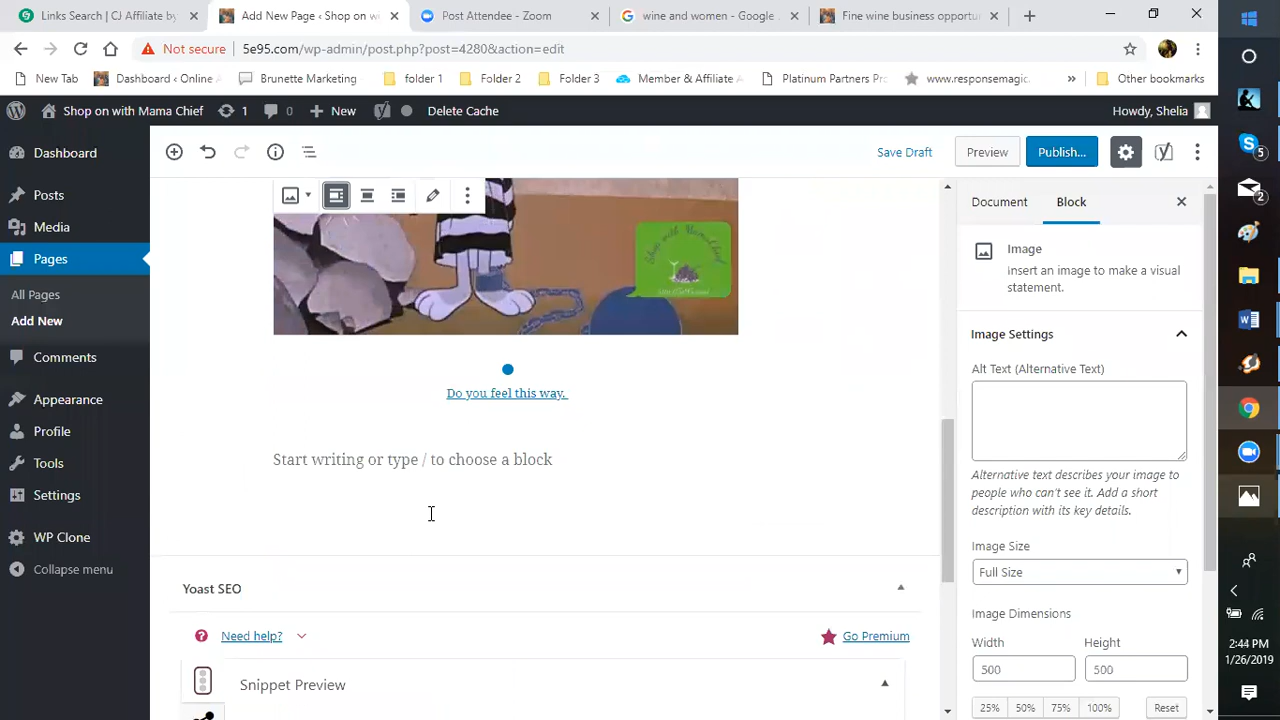 Links Search | CJ Affiliate by
Add New Page ‹ Shop on wi
Post Attendee - Zoom
wine and women - Google
Fine wine business opportu
Not secure
5e95.com/wp-admin/post.php?post=4280&action=edit
New Tab
Dashboard ‹ Online
Brunette Marketing
folder 1
Folder 2
Folder 3
Member & Affiliate
Platinum Partners Pro
www.responsemagic.
»
Other bookmarks
Shop on with Mama Chief
1
0
New
Delete Cache
Howdy, Shelia
Dashboard
Posts
Media
Pages
All Pages
Add New
Comments
Appearance
Profile
Tools
Settings
WP Clone
Collapse menu
Save Draft
Preview
Publish...
Document
Block
Image
Insert an image to make a visual
statement.
Image Settings
Alt Text (Alternative Text)
Alternative text describes your image to
people who can't see it. Add a short
description with its key details.
Image Size
Full Size
Image Dimensions
Width
Height
500
500
25%
50%
75%
100%
Reset
Do you feel this way.
Start writing or type / to choose a block
Yoast SEO
Need help?
Go Premium
Snippet Preview
5
2
2:44 PM
1/26/2019